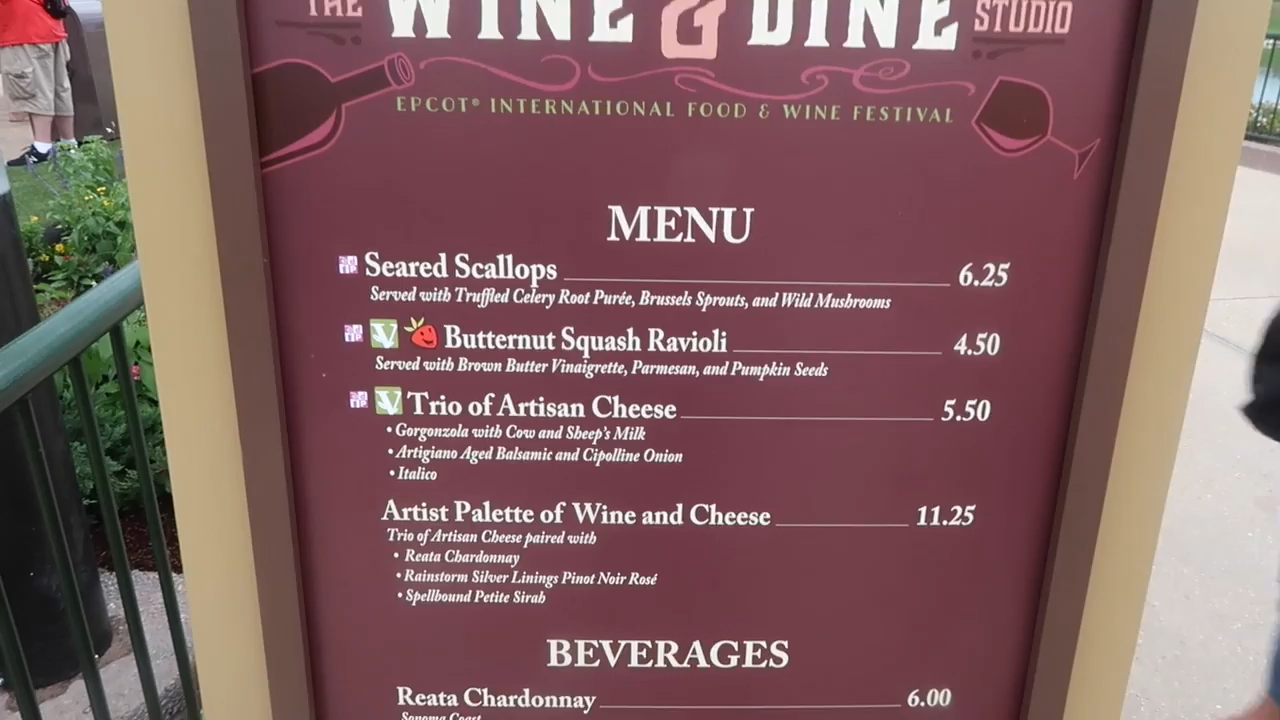 THE WINE & DINE STUDIO
EPCOT® INTERNATIONAL FOOD & WINE FESTIVAL
MENU
Seared Scallops 6.25
Served with Truffled Celery Root Purée, Brussels Sprouts, and Wild Mushrooms
V Butternut Squash Ravioli 4.50
Served with Brown Butter Vinaigrette, Parmesan, and Pumpkin Seeds
V Trio of Artisan Cheese 5.50
• Gorgonzola with Cow and Sheep's Milk
• Artigiano Aged Balsamic and Cipolline Onion
• Italico
Artist Palette of Wine and Cheese 11.25
Trio of Artisan Cheese paired with
• Reata Chardonnay
• Rainstorm Silver Linings Pinot Noir Rosé
• Spellbound Petite Sirah
BEVERAGES
Reata Chardonnay 6.00
Sonoma Coast